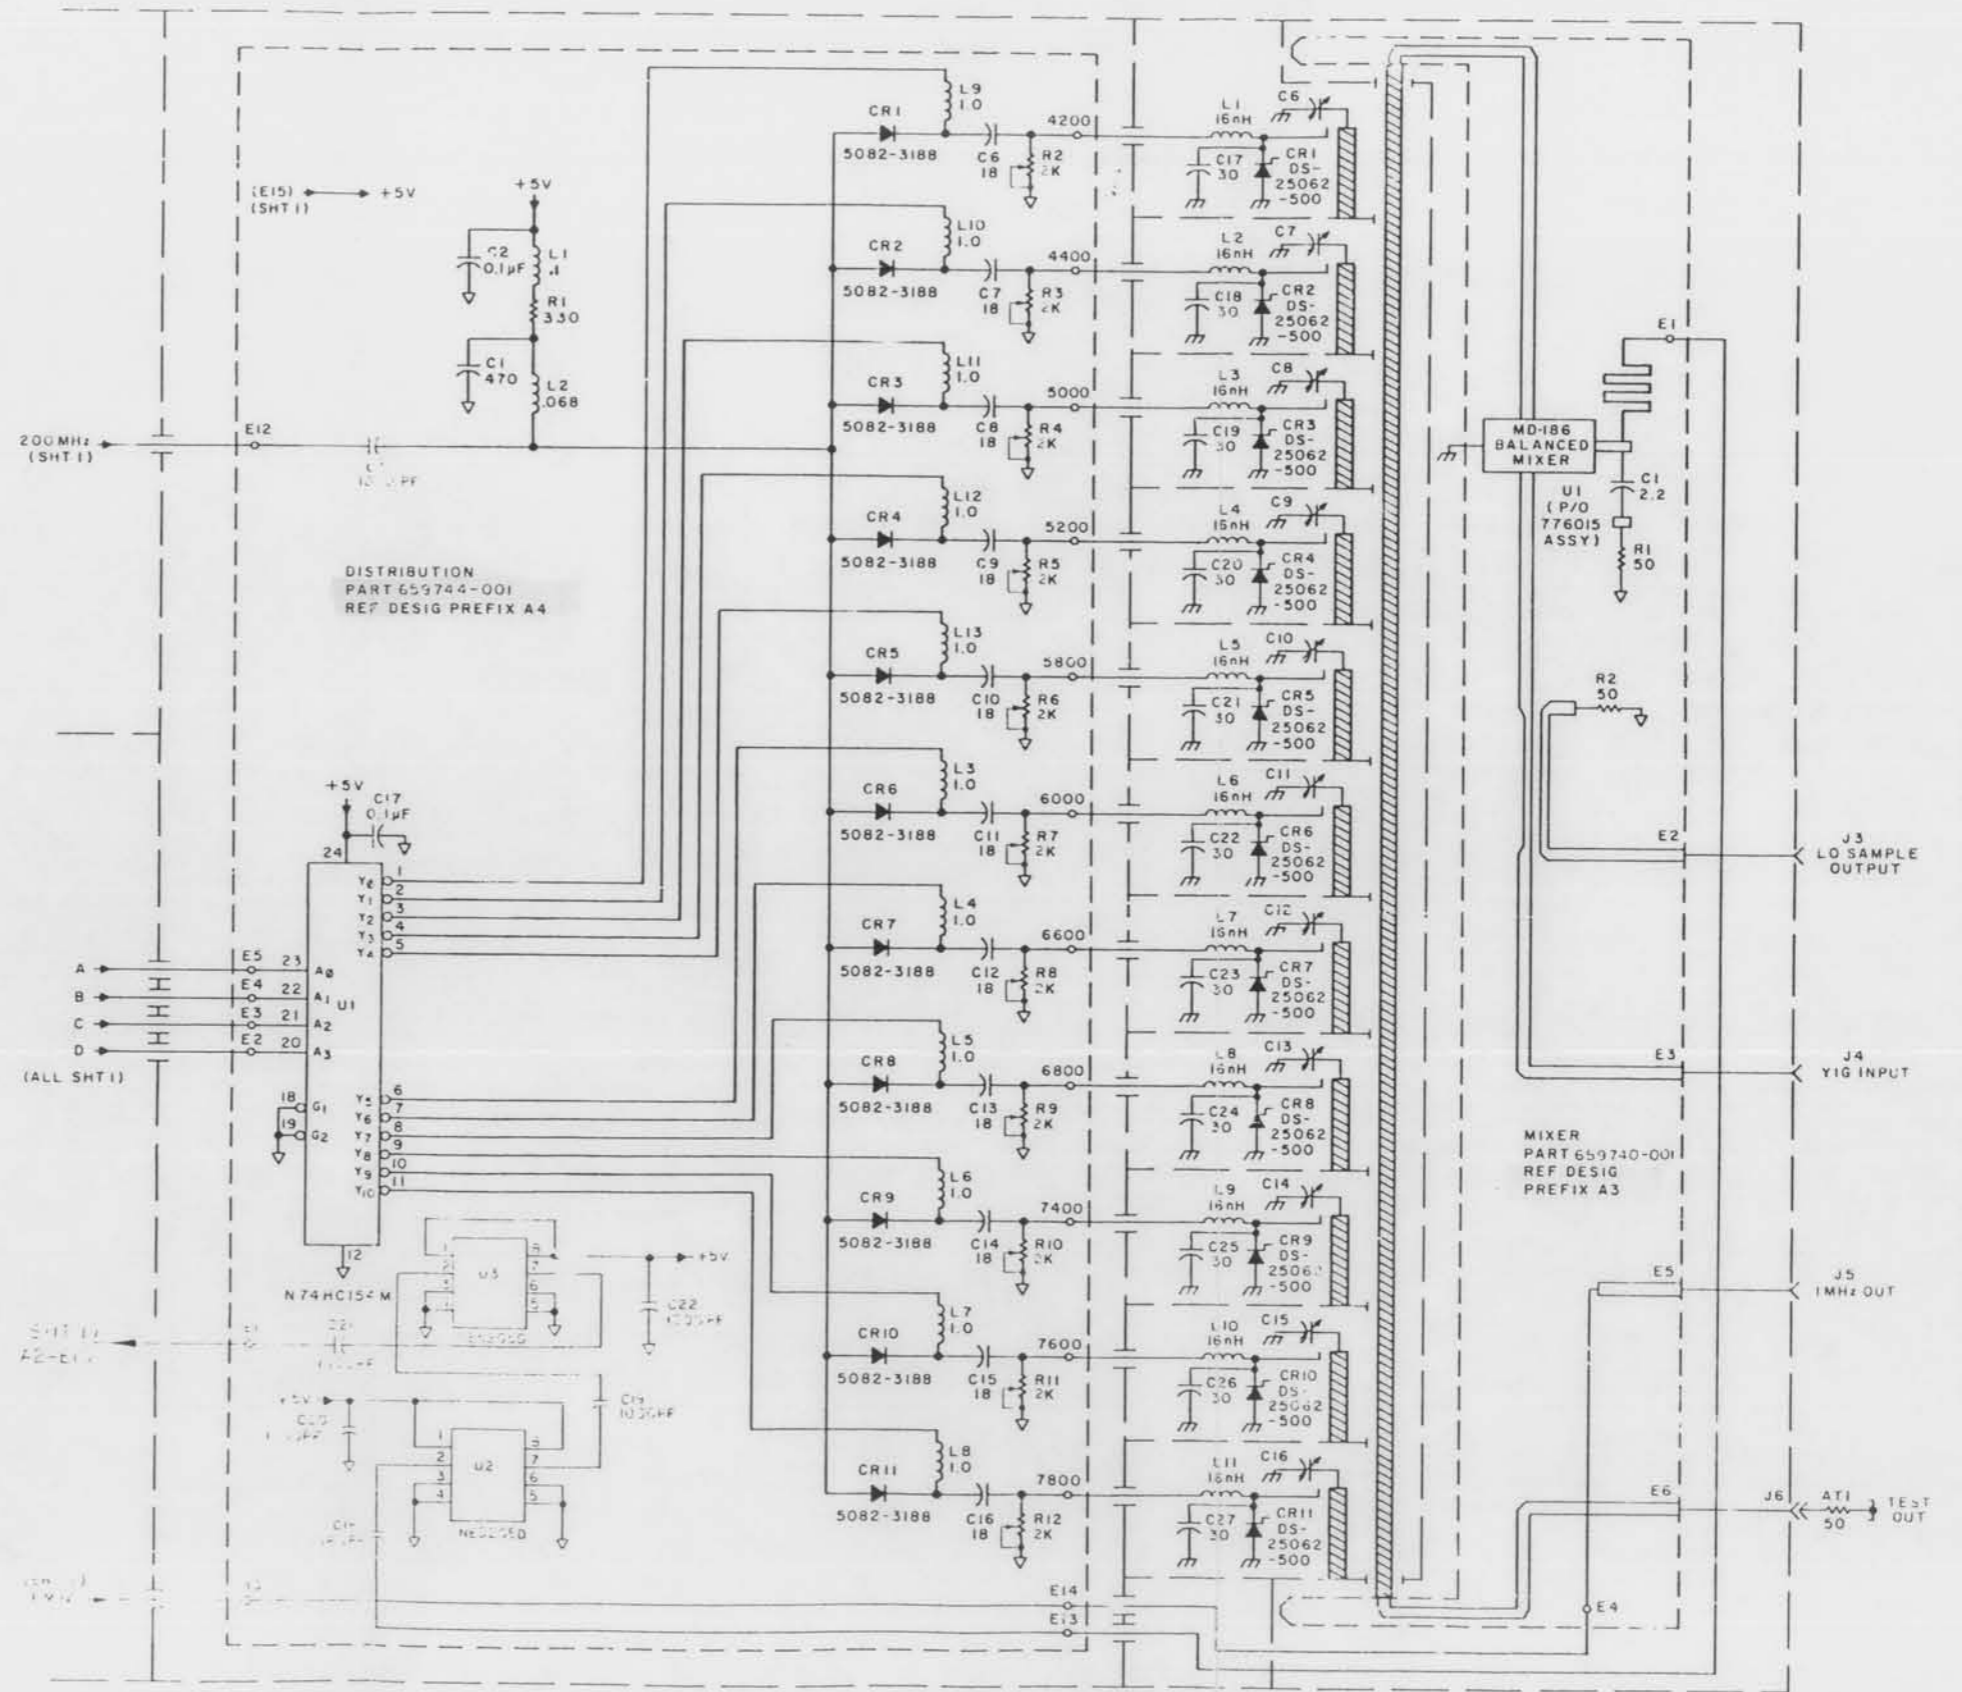 (E15)
(SHT 1)
+5V
+5V
C2
0.1µF
L1
.1
R1
330
C1
470
L2
.068
200MHz
(SHT 1)
E12
DISTRIBUTION
PART 659744-001
REF DESIG PREFIX A4
+5V
C17
0.1µF
24
Y0 1
Y1 2
Y2 3
Y3 4
Y4 5
A E5 23 A0
B E4 22 A1 U1
C E3 21 A2
D E2 20 A3
(ALL SHT 1)
18 G1
19 G2
Y5 6
Y6 7
Y7 8
Y8 9
Y9 10
Y10 11
12
U3
+5V
C22
+5V
C19
1000PF
U2
1
2
3
4
7
6
5
E14
E13
CR1
5082-3188
L9
1.0
C6
18
R2
2K
4200
CR2
5082-3188
L10
1.0
C7
18
R3
2K
4400
CR3
5082-3188
L11
1.0
C8
18
R4
2K
5000
CR4
5082-3188
L12
1.0
C9
18
R5
2K
5200
CR5
5082-3188
L13
1.0
C10
18
R6
2K
5800
CR6
5082-3188
L3
1.0
C11
18
R7
2K
6000
CR7
5082-3188
L4
1.0
C12
18
R8
2K
6600
CR8
5082-3188
L5
1.0
C13
18
R9
2K
6800
CR9
5082-3188
L6
1.0
C14
18
R10
2K
7400
CR10
5082-3188
L7
1.0
C15
18
R11
2K
7600
CR11
5082-3188
L8
1.0
C16
18
R12
2K
7800
L1
16nH
C6
C17
30
CR1
DS-
25062
-500
L2
16nH
C7
C18
30
CR2
DS-
25062
-500
L3
16nH
C8
C19
30
CR3
DS-
25062
-500
L4
16nH
C9
C20
30
CR4
DS-
25062
-500
L5
16nH
C10
C21
30
CR5
DS-
25062
-500
L6
16nH
C11
C22
30
CR6
DS-
25062
-500
L7
16nH
C12
C23
30
CR7
DS-
25062
-500
L8
16nH
C13
C24
30
CR8
DS-
25062
-500
L9
16nH
C14
C25
30
CR9
DS-
-500
L10
16nH
C15
C26
30
CR10
DS-
25062
-500
L11
16nH
C16
C27
30
CR11
DS-
25062
-500
E1
MD-186
BALANCED
MIXER
U1
(P/O
776015
ASSY)
C1
2.2
R1
50
R2
50
E2
J3
LO SAMPLE
OUTPUT
E3
J4
YIG INPUT
MIXER
PART 659740-001
REF DESIG
PREFIX A3
E5
J5
1MHz OUT
E6
J6
AT1
50
TEST
OUT
E4